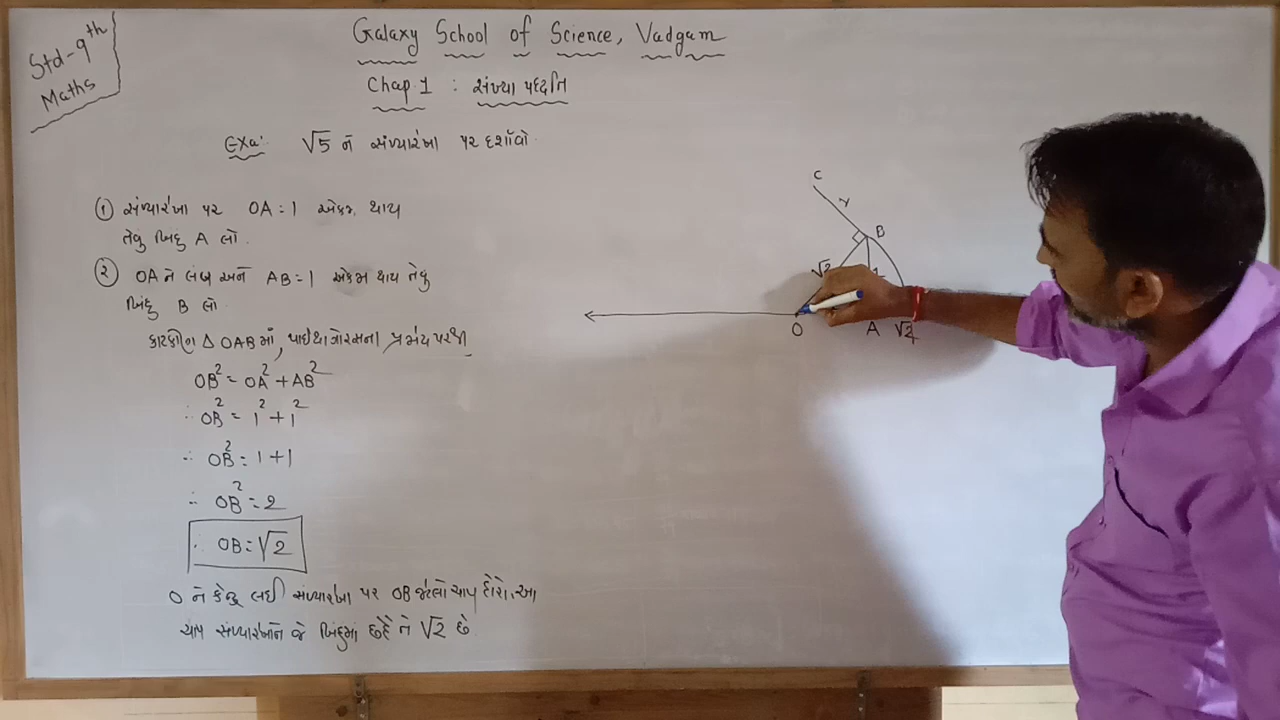 Std-9th
Maths
Galaxy School of Science, Vadgam
Chap. 1 : સંખ્યા પદ્ધતિ
Exa: √5 ને સંખ્યારેખા પર દર્શાવો.
① સંખ્યારેખા પર OA = 1 એકમ થાય
તેવું બિંદુ A લો.
② OA ને લંબ અને AB = 1 એકમ થાય તેવું
બિંદુ B લો.
કાટકોણ Δ OAB માં, પાઈથાગોરસના પ્રમેય પરથી
OB² = OA² + AB²
∴ OB² = 1² + 1²
∴ OB² = 1 + 1
∴ OB² = 2
∴ OB = √2
O ને કેન્દ્ર લઈ સંખ્યારેખા પર OB જેટલો ચાપ દોરો. આ
ચાપ સંખ્યારેખાને જે બિંદુમાં છેદે તે √2 છે.
C
B
√2
O
A
√2